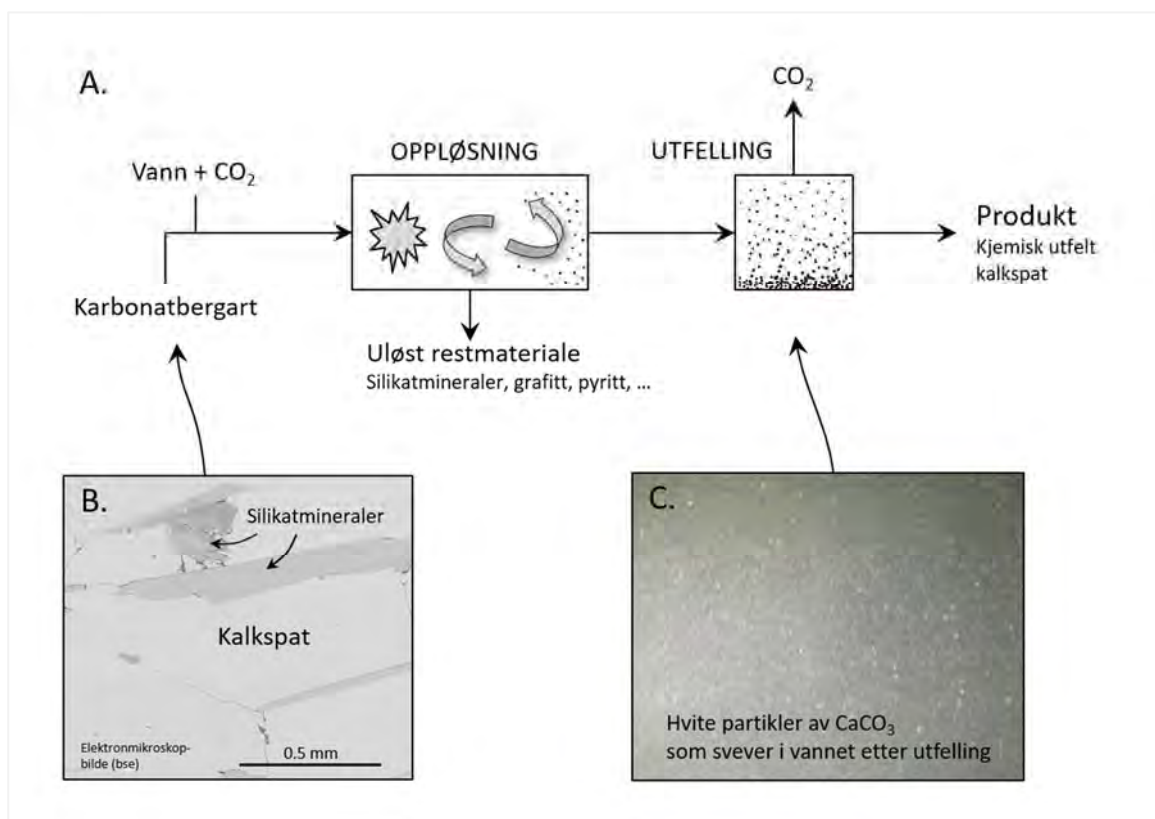 A.
CO₂
OPPLØSNING
UTFELLING
Vann + CO₂
Produkt
Kjemisk utfelt
kalkspat
Karbonatbergart
Uløst restmateriale
Silikatmineraler, grafitt, pyritt, ...
B.
Silikatmineraler
Kalkspat
Elektronmikroskop-
bilde (bse)
0.5 mm
C.
Hvite partikler av CaCO₃
som svever i vannet etter utfelling